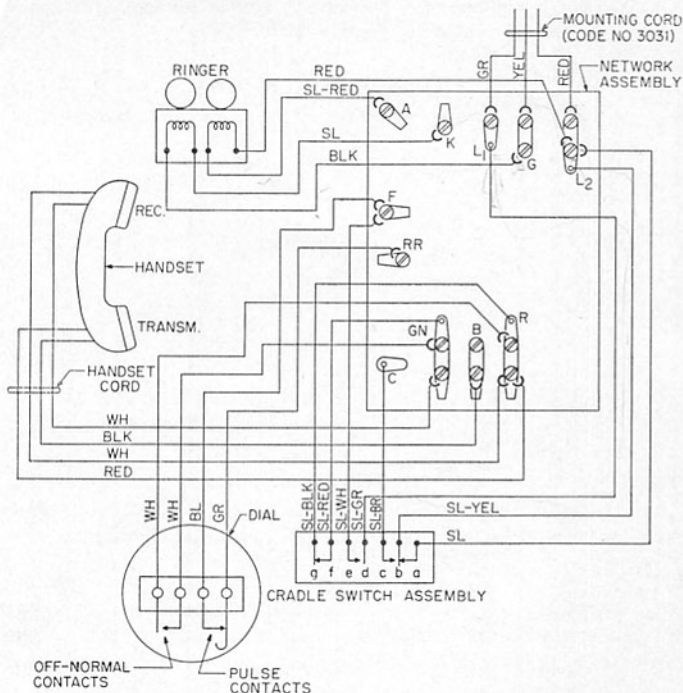 MOUNTING CORD
(CODE NO 3031)
NETWORK
ASSEMBLY
GR
YEL
RED
RINGER
RED
SL-RED
A
SL
K
BLK
L1
G
L2
REC.
F
HANDSET
RR
TRANSM.
GN
B
R
C
HANDSET
CORD
WH
BLK
WH
RED
WH
WH
BL
GR
DIAL
SL-BLK
SL-RED
SL-WH
SL-GR
SL-BR
SL-YEL
SL
g f e d c b a
CRADLE SWITCH ASSEMBLY
OFF-NORMAL
CONTACTS
PULSE
CONTACTS